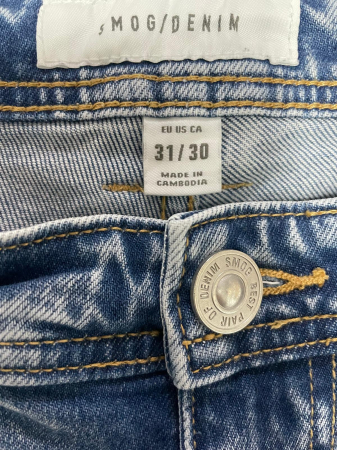 SMOG/DENIM
EU US CA
31/30
MADE IN
CAMBODIA
BEST PAIR OF DENIM SMOG